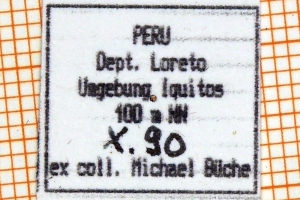 PERU
Dept. Loreto
Umgebung Iquitos
100 m NN
X.90
ex coll. Michael Büche